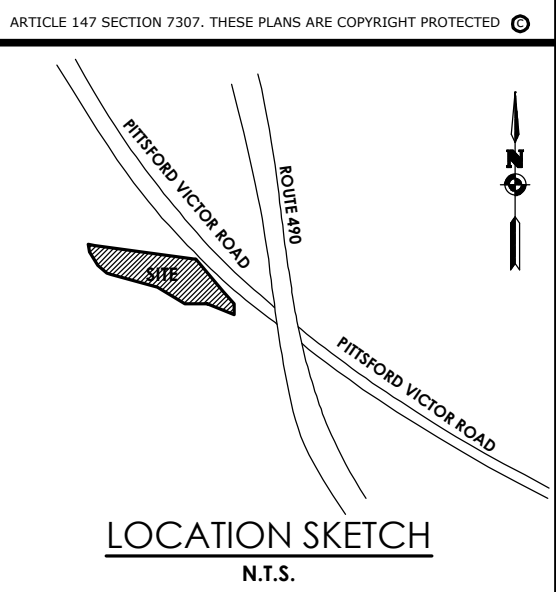 ARTICLE 147 SECTION 7307. THESE PLANS ARE COPYRIGHT PROTECTED ©
PITTSFORD VICTOR ROAD
ROUTE 490
N
SITE
PITTSFORD VICTOR ROAD
LOCATION SKETCH
N.T.S.